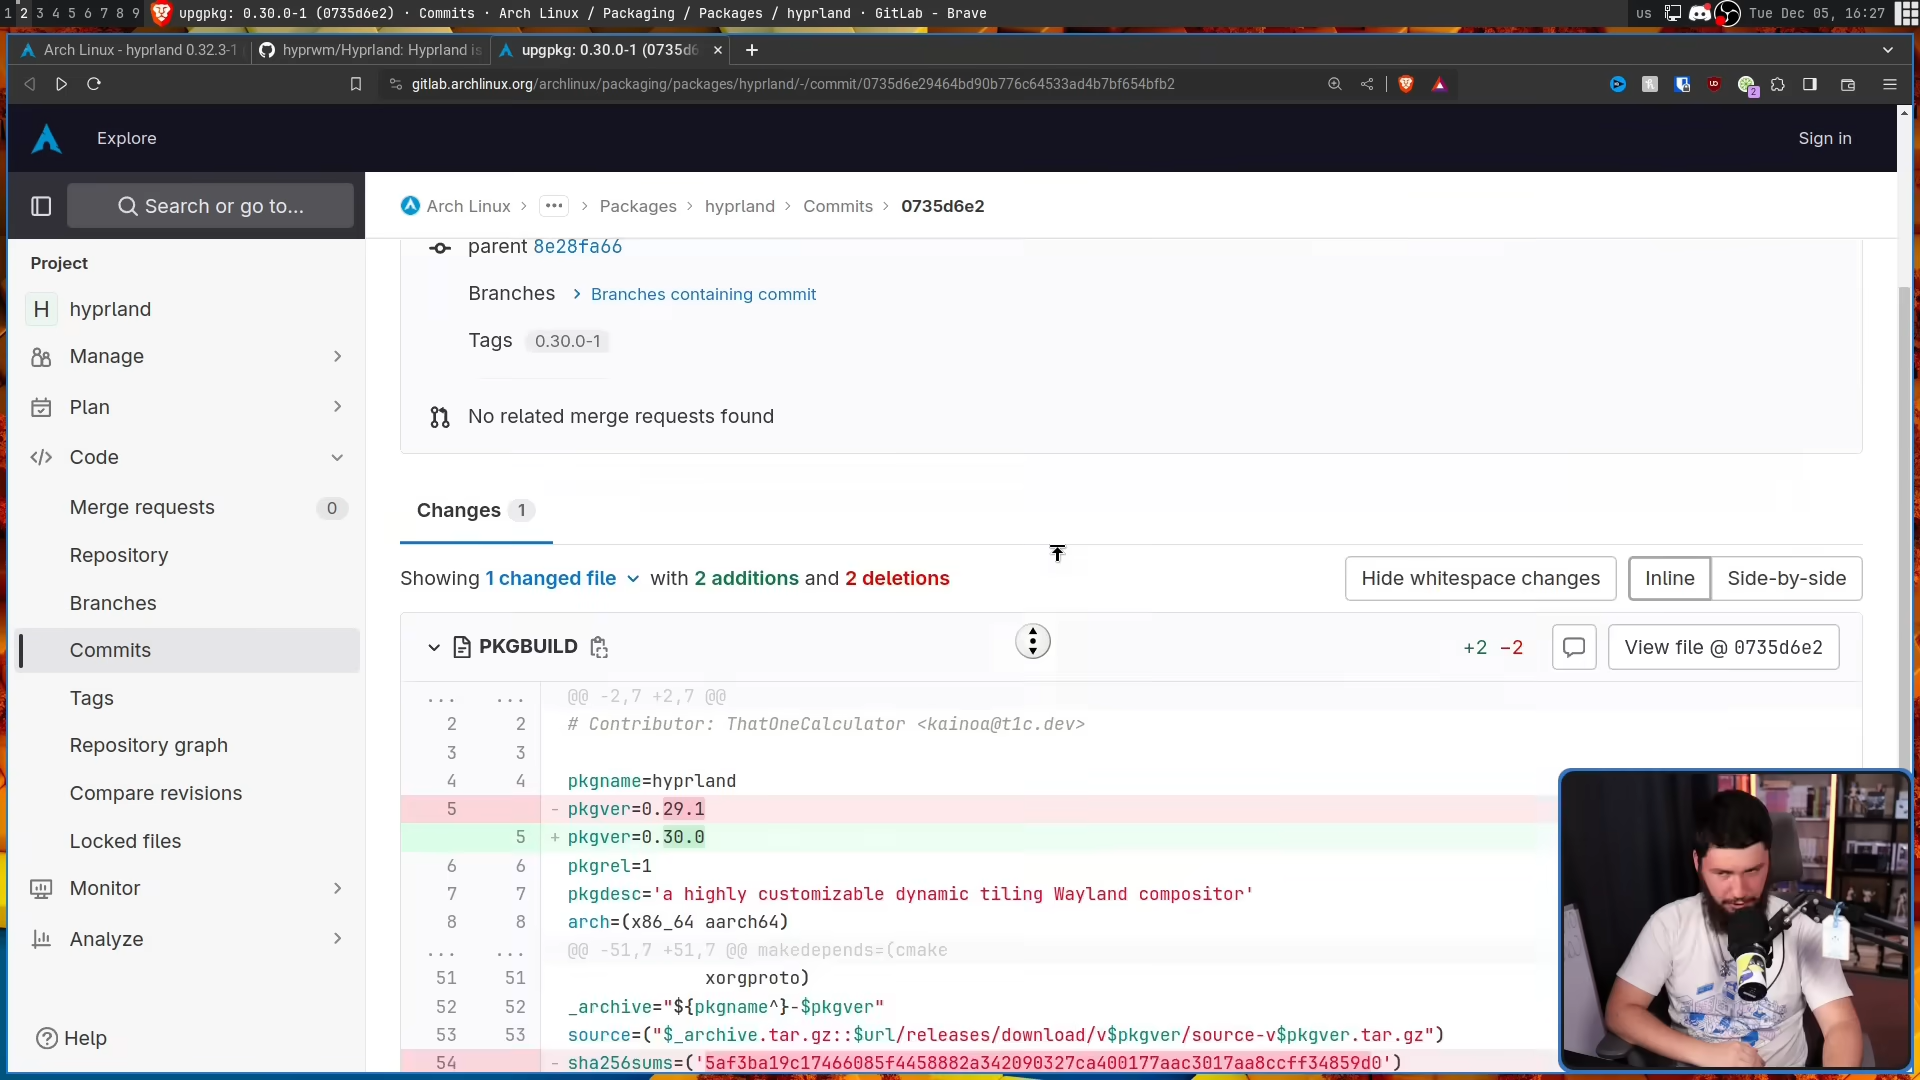 1 2 3 4 5 6 7 8 9 upgpkg: 0.30.0-1 (0735d6e2) · Commits · Arch Linux / Packaging / Packages / hyprland · GitLab - Brave
us Tue Dec 05, 16:27
Arch Linux - hyprland 0.32.3-1
hyprwm/Hyprland: Hyprland is
upgpkg: 0.30.0-1 (0735d6
gitlab.archlinux.org/archlinux/packaging/packages/hyprland/-/commit/0735d6e29464bd90b776c64533ad4b7bf654bfb2
2
Explore
Sign in
Search or go to...
Arch Linux > ... > Packages > hyprland > Commits > 0735d6e2
Project
H hyprland
Manage
Plan
Code
Merge requests 0
Repository
Branches
Commits
Tags
Repository graph
Compare revisions
Locked files
Monitor
Analyze
Help
parent 8e28fa66
Branches > Branches containing commit
Tags 0.30.0-1
No related merge requests found
Changes 1
Showing 1 changed file with 2 additions and 2 deletions
Hide whitespace changes
Inline
Side-by-side
PKGBUILD
+2 −2
View file @ 0735d6e2
... ... @@ -2,7 +2,7 @@
2 2 # Contributor: ThatOneCalculator <kainoa@t1c.dev>
3 3
4 4 pkgname=hyprland
5 - pkgver=0.29.1
5 + pkgver=0.30.0
6 6 pkgrel=1
7 7 pkgdesc='a highly customizable dynamic tiling Wayland compositor'
8 8 arch=(x86_64 aarch64)
... ... @@ -51,7 +51,7 @@ makedepends=(cmake
51 51 xorgproto)
52 52 _archive="${pkgname^}-$pkgver"
53 53 source=("$_archive.tar.gz::$url/releases/download/v$pkgver/source-v$pkgver.tar.gz")
54 - sha256sums=('5af3ba19c17466085f4458882a342090327ca400177aac3017aa8ccff34859d0')